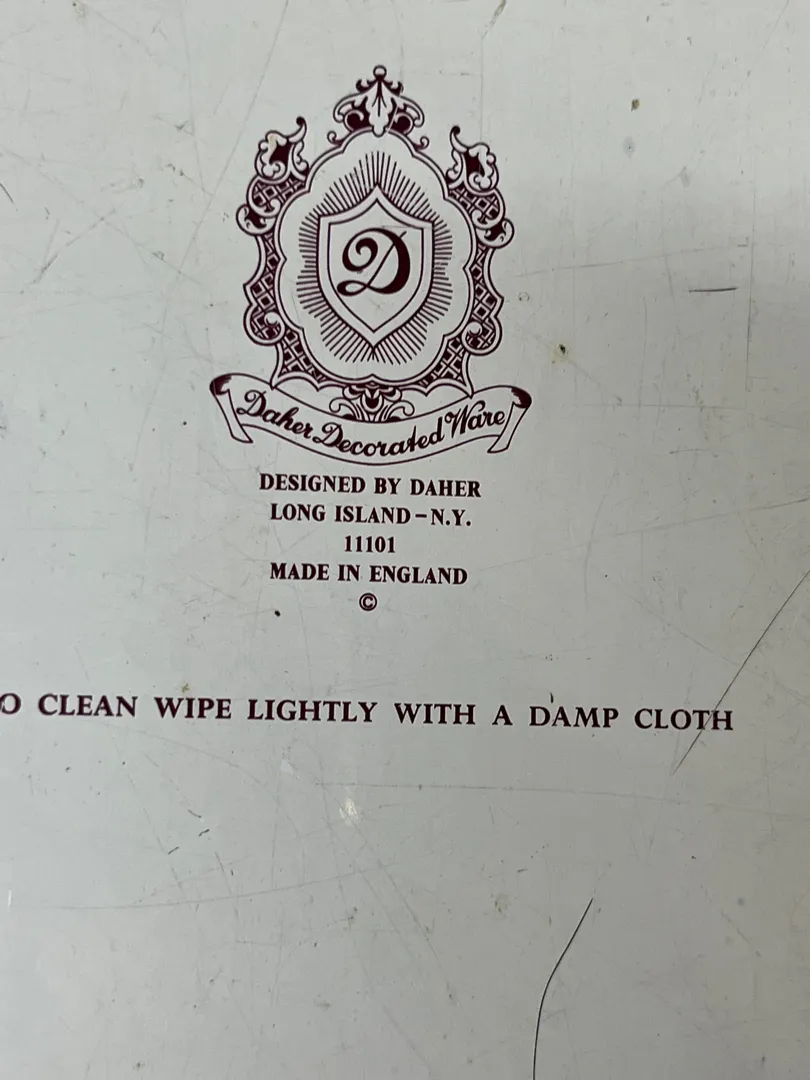 D
Daher Decorated Ware
DESIGNED BY DAHER
LONG ISLAND-N.Y.
11101
MADE IN ENGLAND
©
O CLEAN WIPE LIGHTLY WITH A DAMP CLOTH